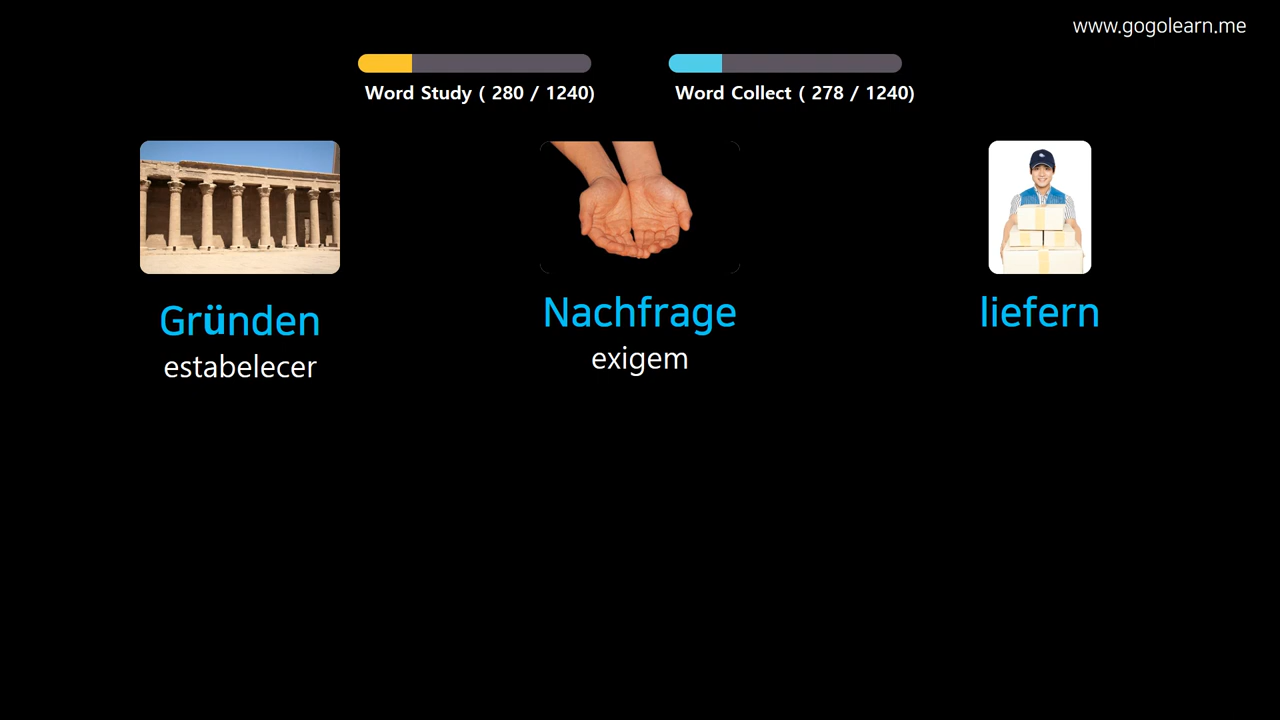 www.gogolearn.me
Word Study ( 280 / 1240)
Word Collect ( 278 / 1240)
Gründen
estabelecer
Nachfrage
exigem
liefern